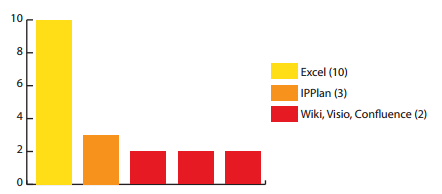 10
8
6
4
2
0
Excel (10)
IPPlan (3)
Wiki, Visio, Confluence (2)